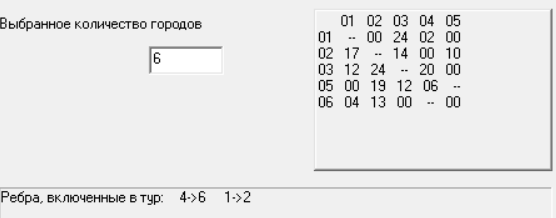 Выбранное количество городов
6
01 02 03 04 05
01 -- 00 24 02 00
02 17 -- 14 00 10
03 12 24 -- 20 00
05 00 19 12 06 --
06 04 13 00 -- 00
Ребра, включенные в тур: 4->6 1->2